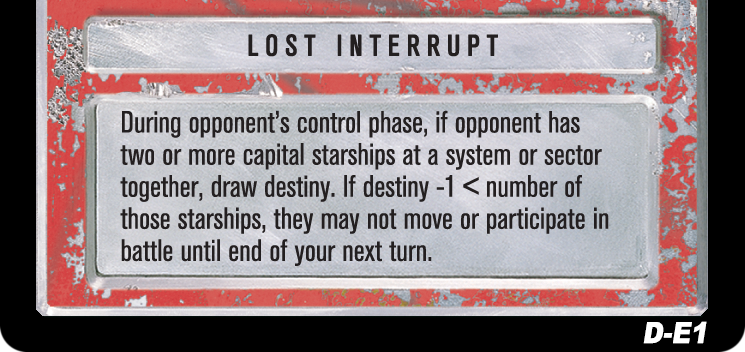 LOST INTERRUPT
During opponent's control phase, if opponent has
two or more capital starships at a system or sector
together, draw destiny. If destiny -1 < number of
those starships, they may not move or participate in
battle until end of your next turn.
D-E1